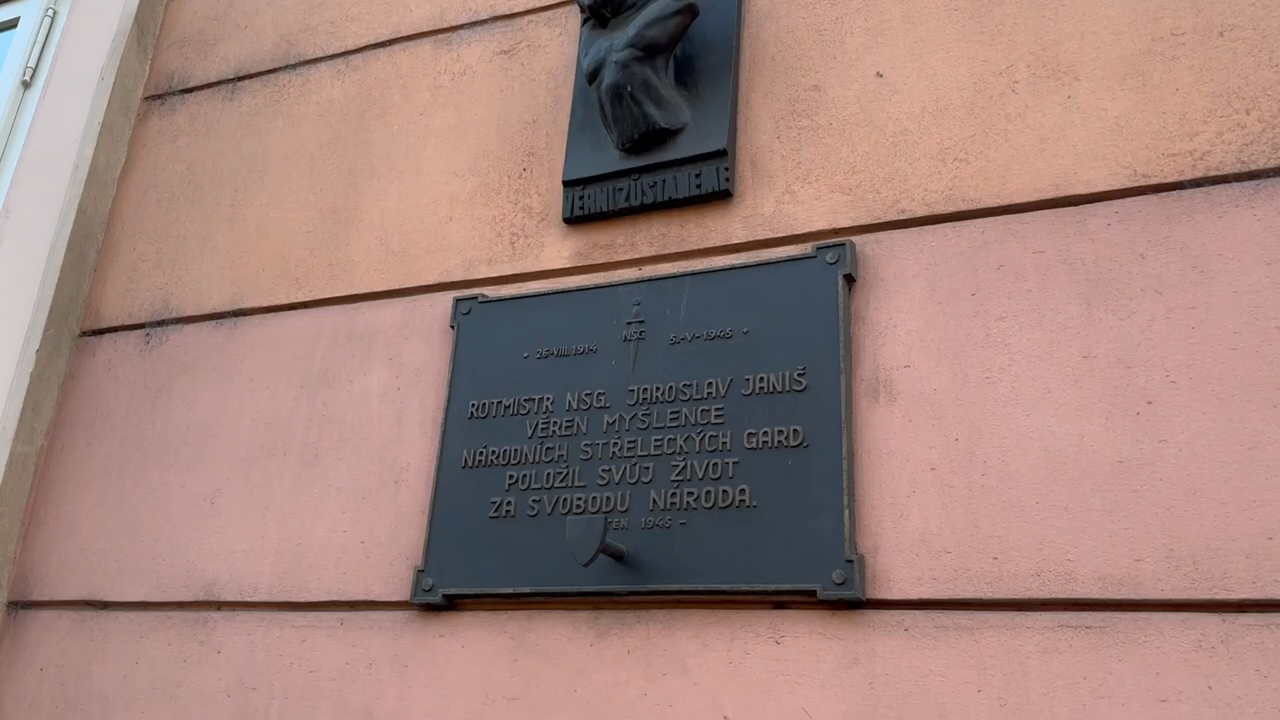 VĚRNI ZŮSTANEME
NSG
* 26·VIII.1914
5.-V-1945 +
ROTMISTR NSG. JAROSLAV JANIŠ
VĚREN MYŠLENCE
NÁRODNÍCH STŘELECKÝCH GARD.
POLOŽIL SVŮJ ŽIVOT
ZA SVOBODU NÁRODA.
1945 -